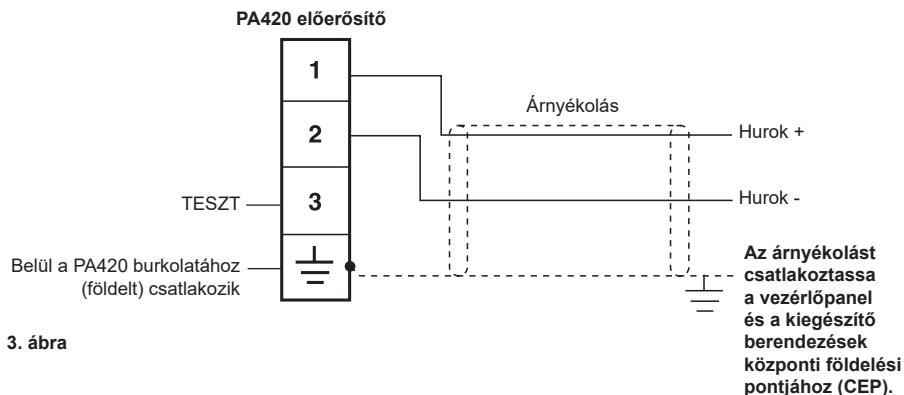 PA420 előerősítő
1
2
3
Árnyékolás
Hurok +
Hurok -
TESZT
Belül a PA420 burkolatához
(földelt) csatlakozik
Az árnyékolást
csatlakoztassa
a vezérlőpanel
és a kiegészítő
berendezések
központi földelési
pontjához (CEP).
3. ábra